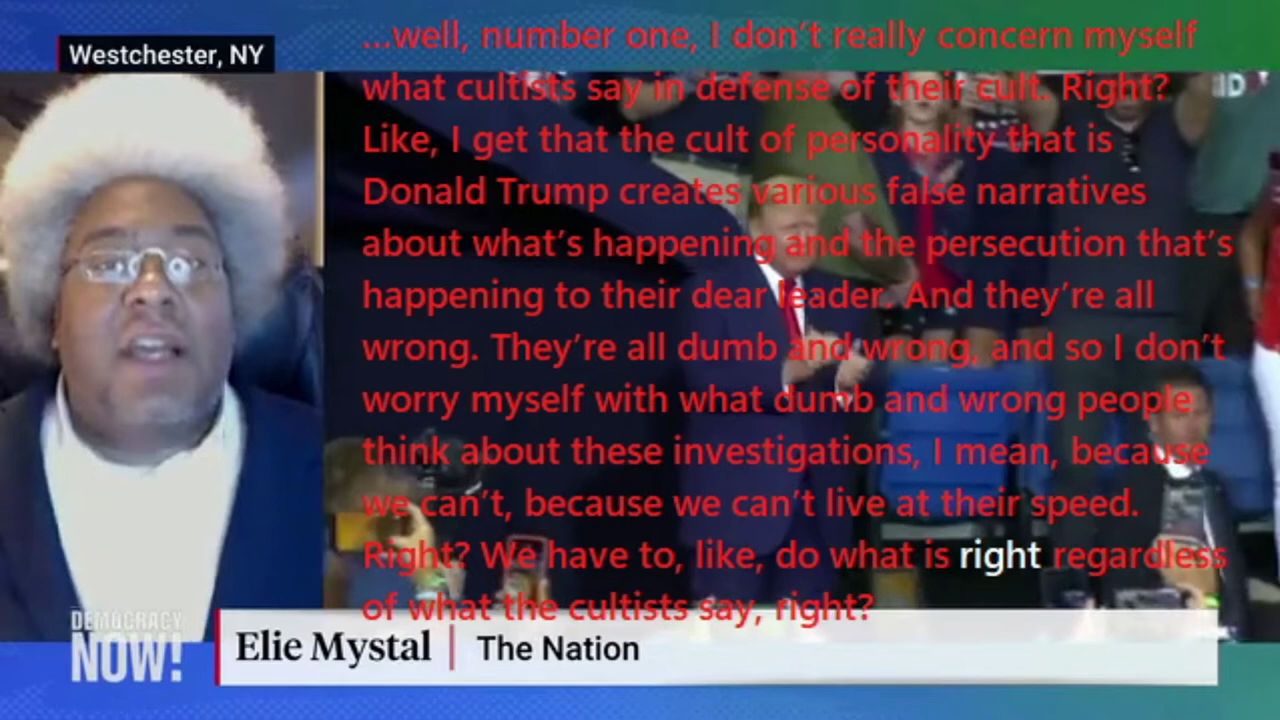 Westchester, NY
...well, number one, I don't really concern myself
what cultists say in defense of their cult. Right?
Like, I get that the cult of personality that is
Donald Trump creates various false narratives
about what's happening and the persecution that's
happening to their dear leader. And they're all
wrong. They're all dumb and wrong, and so I don't
worry myself with what dumb and wrong people
think about these investigations, I mean, because
we can't, because we can't live at their speed.
Right? We have to, like, do what is right regardless
of what the cultists say, right?
DEMOCRACY
NOW!
Elie Mystal | The Nation